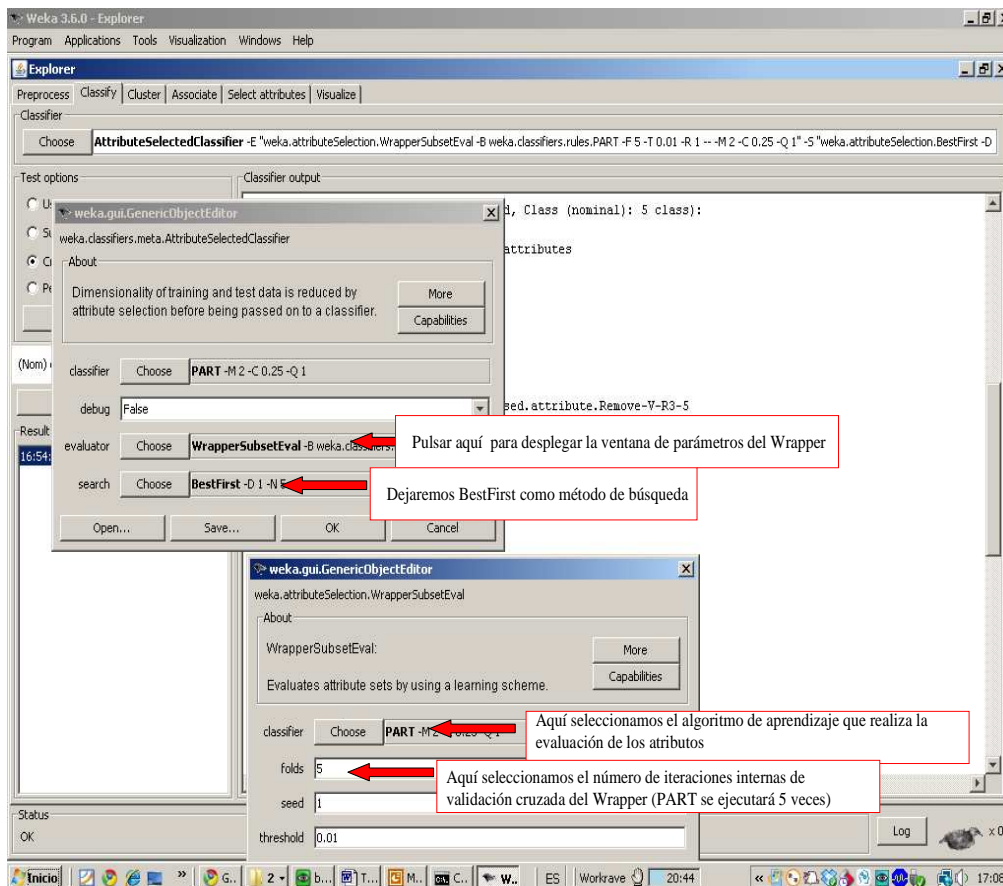 Weka 3.6.0 - Explorer
Program Applications Tools Visualization Windows Help
Explorer
Preprocess Classify Cluster Associate Select attributes Visualize
Classifier
Choose AttributeSelectedClassifier -E "weka.attributeSelection.WrapperSubsetEval -B weka.classifiers.rules.PART -F 5 -T 0.01 -R 1 -- -M 2 -C 0.25 -Q 1" -S "weka.attributeSelection.BestFirst -D
Test options
Classifier output
d, Class (nominal): 5 class):
attributes
sed.attribute.Remove-V-R3-5
(Nom)
Result
16:54:
weka.gui.GenericObjectEditor
weka.classifiers.meta.AttributeSelectedClassifier
About
Dimensionality of training and test data is reduced by
attribute selection before being passed on to a classifier.
More
Capabilities
classifier Choose PART -M 2 -C 0.25 -Q 1
debug False
evaluator Choose WrapperSubsetEval -B weka.classifiers.
Pulsar aquí para desplegar la ventana de parámetros del Wrapper
search Choose BestFirst -D 1 -N
Dejaremos BestFirst como método de búsqueda
Open... Save... OK Cancel
weka.gui.GenericObjectEditor
weka.attributeSelection.WrapperSubsetEval
About
WrapperSubsetEval:
Evaluates attribute sets by using a learning scheme.
More
Capabilities
classifier Choose PART -M 2
Aquí seleccionamos el algoritmo de aprendizaje que realiza la
evaluación de los atributos
folds 5
Aquí seleccionamos el número de iteraciones internas de
validación cruzada del Wrapper (PART se ejecutará 5 veces)
seed 1
threshold 0.01
Status
OK
Log x 0
Inicio » G.. 2 b... T... M.. C... W.. ES Workrave 20:44 « 17:08